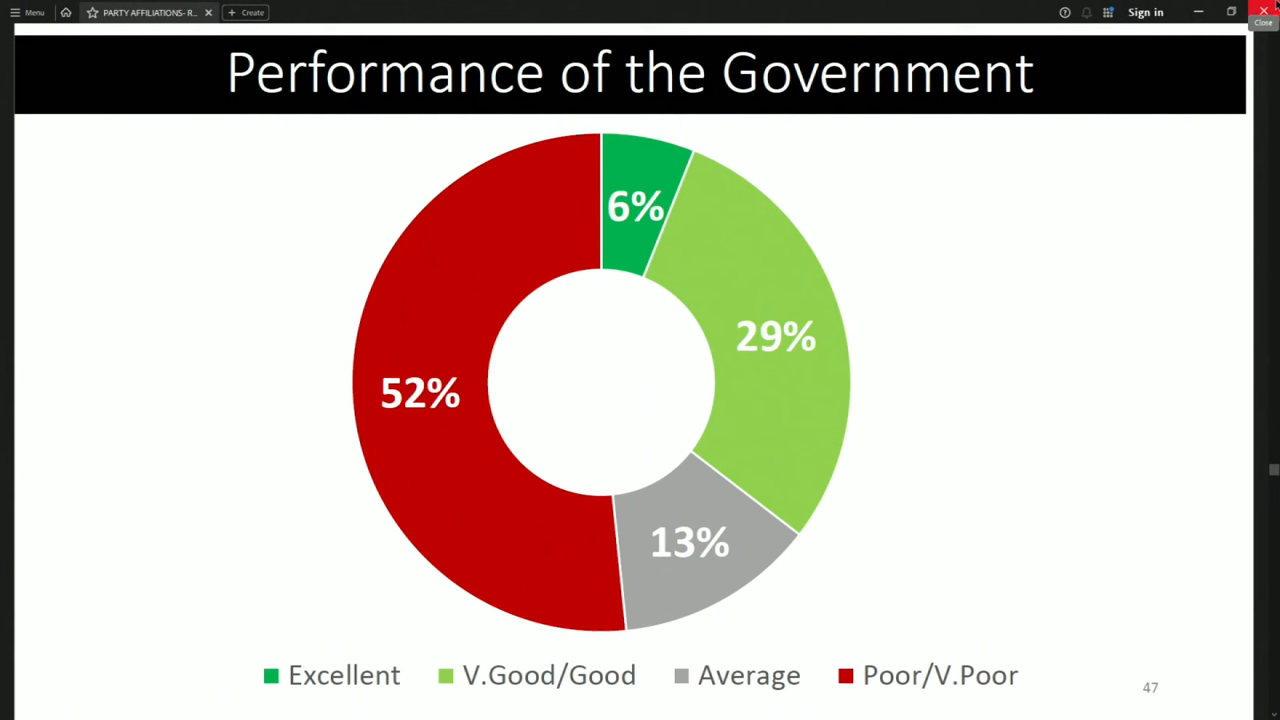 Menu
PARTY AFFILIATIONS- R...
Create
Sign in
Close
Performance of the Government
6%
29%
52%
13%
Excellent
V.Good/Good
Average
Poor/V.Poor
47